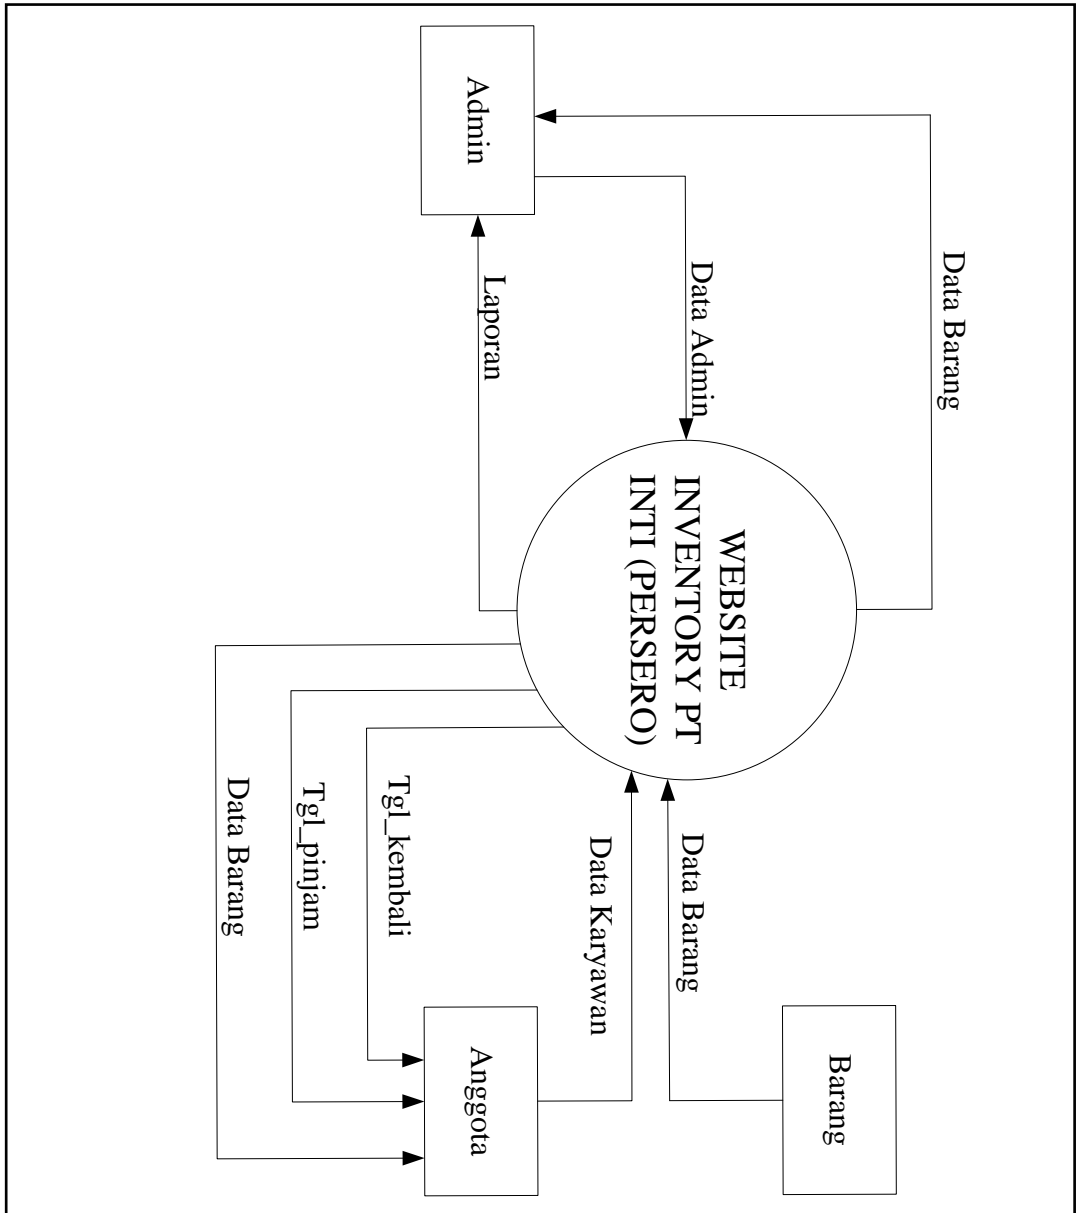 Data Barang
Admin
Data Admin
Laporan
WEBSITE
INVENTORY PT
INTI (PERSERO)
Barang
Data Barang
Data Karyawan
Anggota
Tgl_kembali
Tgl_pinjam
Data Barang